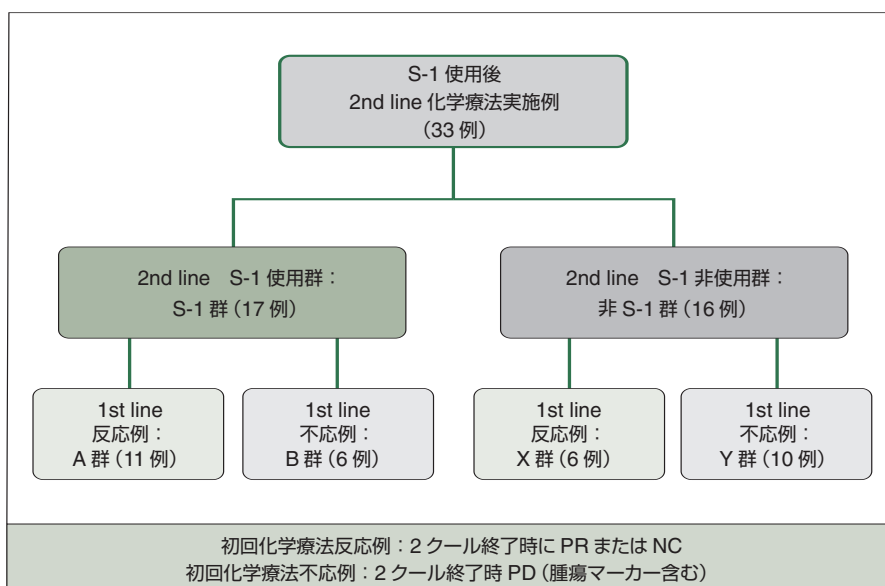 S-1 使用後
2nd line 化学療法実施例
（33 例）
2nd line　S-1 使用群：
S-1 群（17 例）
2nd line　S-1 非使用群：
非 S-1 群（16 例）
1st line
反応例：
A 群（11 例）
1st line
不応例：
B 群（6 例）
1st line
反応例：
X 群（6 例）
1st line
不応例：
Y 群（10 例）
初回化学療法反応例：2 クール終了時に PR または NC
初回化学療法不応例：2 クール終了時 PD（腫瘍マーカー含む）